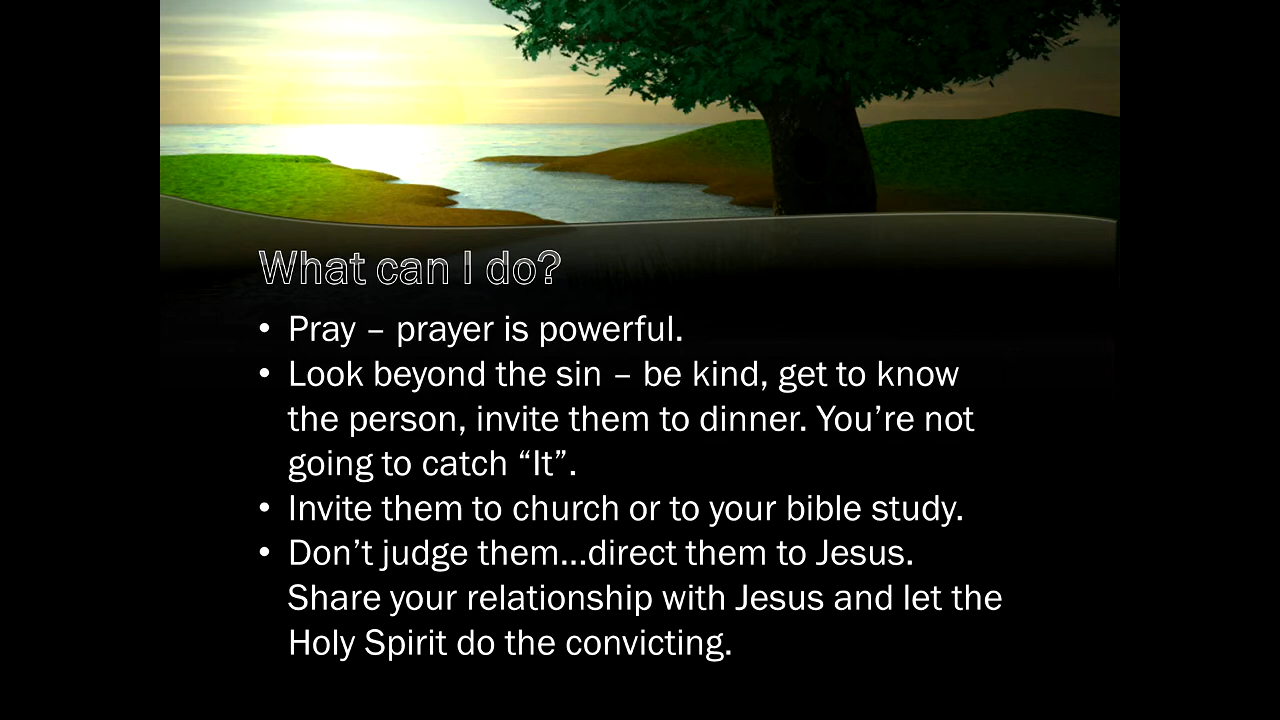 What can I do?
• Pray – prayer is powerful.
• Look beyond the sin – be kind, get to know
the person, invite them to dinner. You’re not
going to catch “It”.
• Invite them to church or to your bible study.
• Don’t judge them...direct them to Jesus.
Share your relationship with Jesus and let the
Holy Spirit do the convicting.